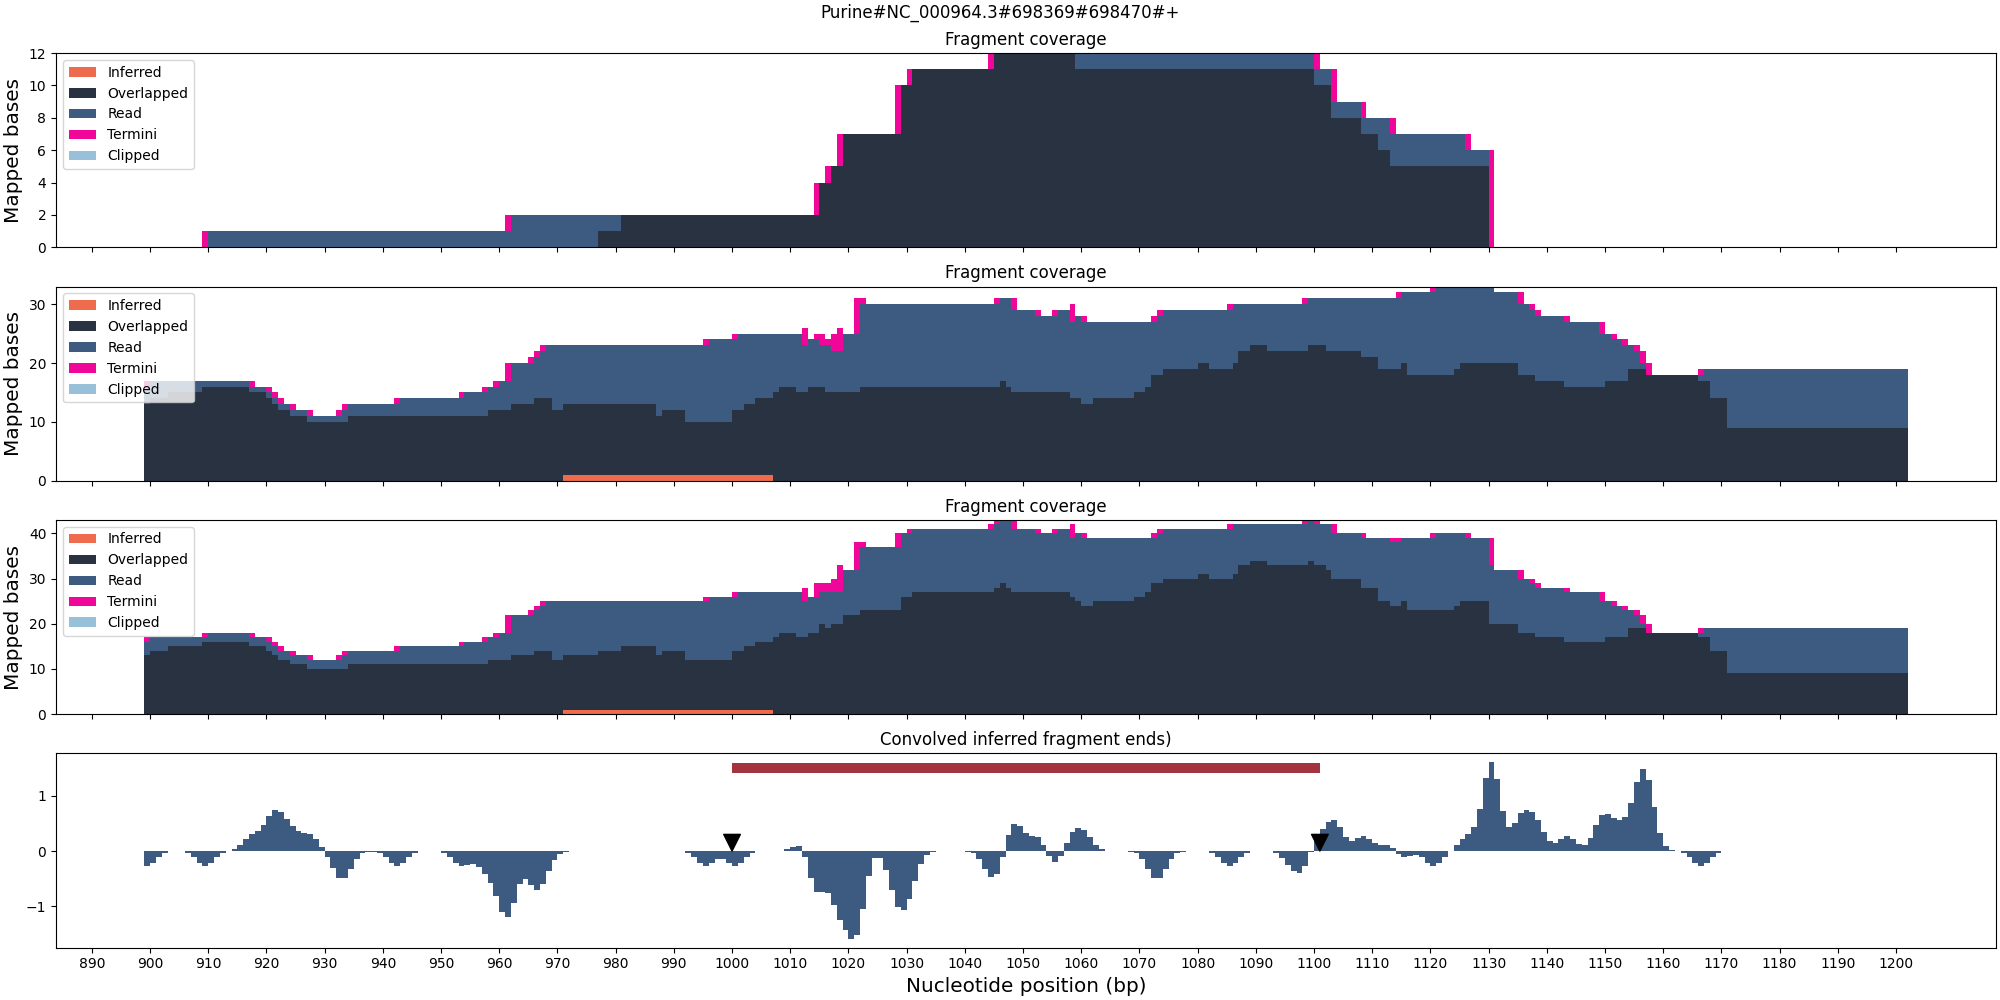 Purine#NC_000964.3#698369#698470#+
Fragment coverage
Mapped bases
12
10
8
6
4
2
0
Inferred
Overlapped
Read
Termini
Clipped
Fragment coverage
Mapped bases
30
20
10
0
Inferred
Overlapped
Read
Termini
Clipped
Fragment coverage
Mapped bases
40
30
20
10
0
Inferred
Overlapped
Read
Termini
Clipped
Convolved inferred fragment ends)
1
0
−1
890 900 910 920 930 940 950 960 970 980 990 1000 1010 1020 1030 1040 1050 1060 1070 1080 1090 1100 1110 1120 1130 1140 1150 1160 1170 1180 1190 1200
Nucleotide position (bp)